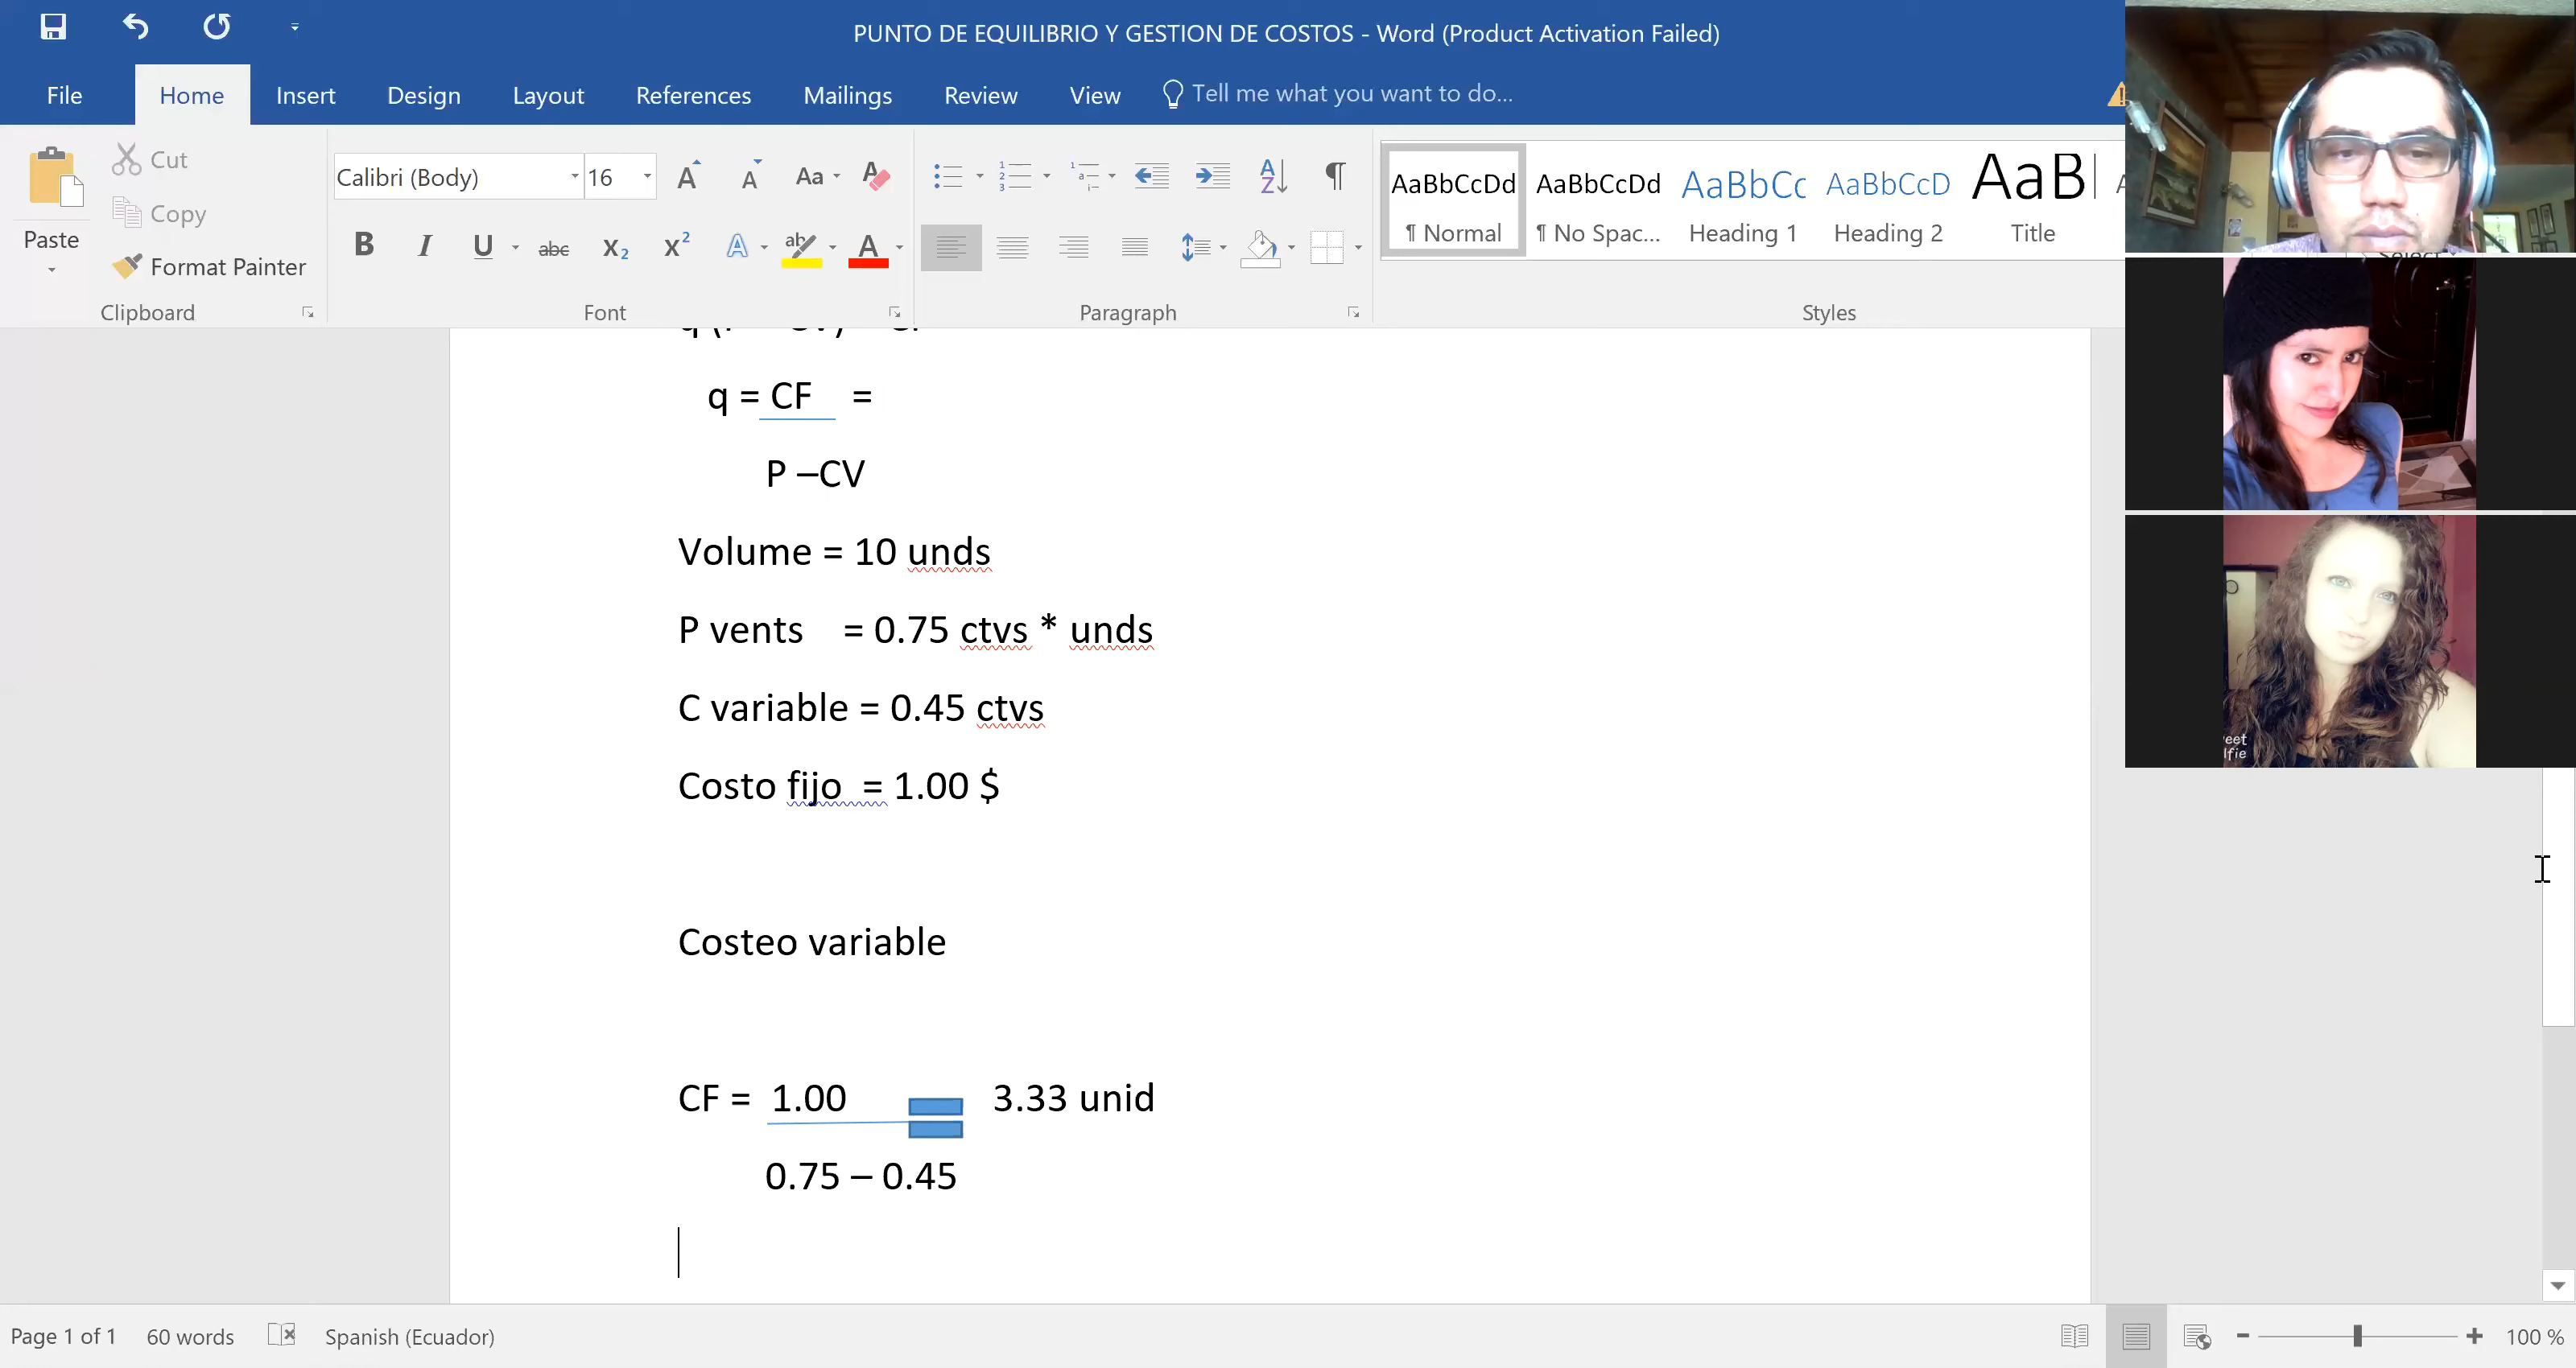 PUNTO DE EQUILIBRIO Y GESTION DE COSTOS - Word (Product Activation Failed)
File Home Insert Design Layout References Mailings Review View Tell me what you want to do...
Paste
Cut
Copy
Format Painter
Clipboard
Calibri (Body) 16
Font
Paragraph
AaBbCcDd AaBbCcDd AaBbCc AaBbCcD AaB
¶ Normal ¶ No Spac... Heading 1 Heading 2 Title
Styles
q = CF =
P –CV
Volume = 10 unds
P vents = 0.75 ctvs * unds
C variable = 0.45 ctvs
Costo fijo = 1.00 $
Costeo variable
CF = 1.00 3.33 unid
0.75 – 0.45
Page 1 of 1 60 words Spanish (Ecuador) 100 %